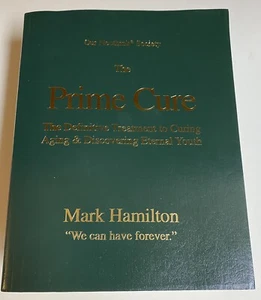 Our Neothink® Society
The
Prime Cure
The Definitive Treatment to Curing
Aging & Discovering Eternal Youth
Mark Hamilton
"We can have forever."